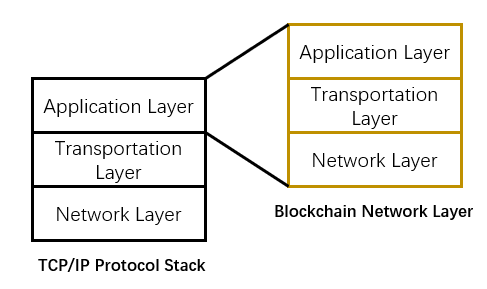 Application Layer
Transportation
Layer
Network Layer
TCP/IP Protocol Stack
Application Layer
Transportation
Layer
Network Layer
Blockchain Network Layer